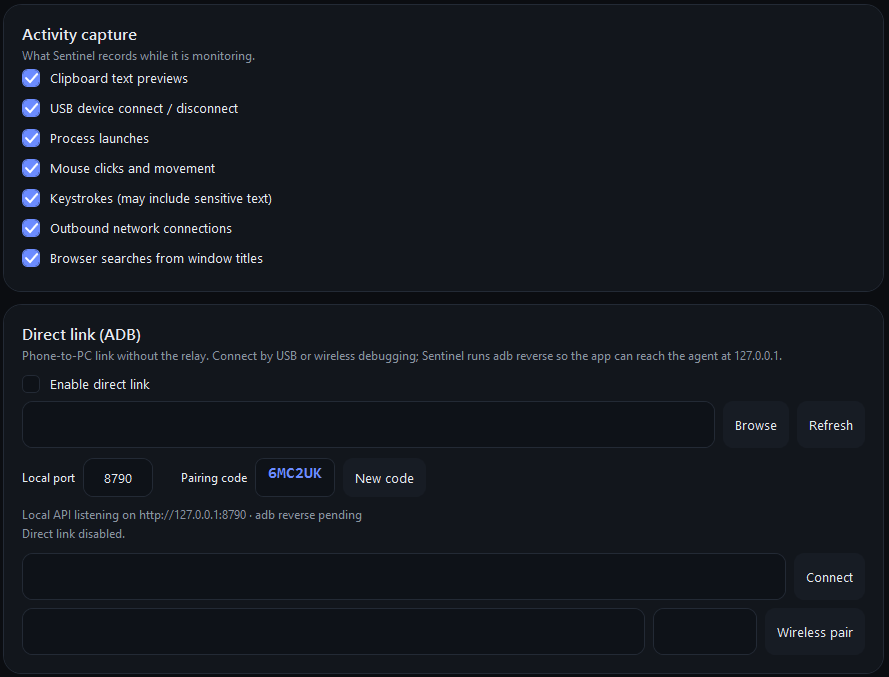 Activity capture
What Sentinel records while it is monitoring.
Clipboard text previews
USB device connect / disconnect
Process launches
Mouse clicks and movement
Keystrokes (may include sensitive text)
Outbound network connections
Browser searches from window titles
Direct link (ADB)
Phone-to-PC link without the relay. Connect by USB or wireless debugging; Sentinel runs adb reverse so the app can reach the agent at 127.0.0.1.
Enable direct link
Browse Refresh
Local port 8790 Pairing code 6MC2UK New code
Local API listening on http://127.0.0.1:8790 · adb reverse pending
Direct link disabled.
Connect
Wireless pair